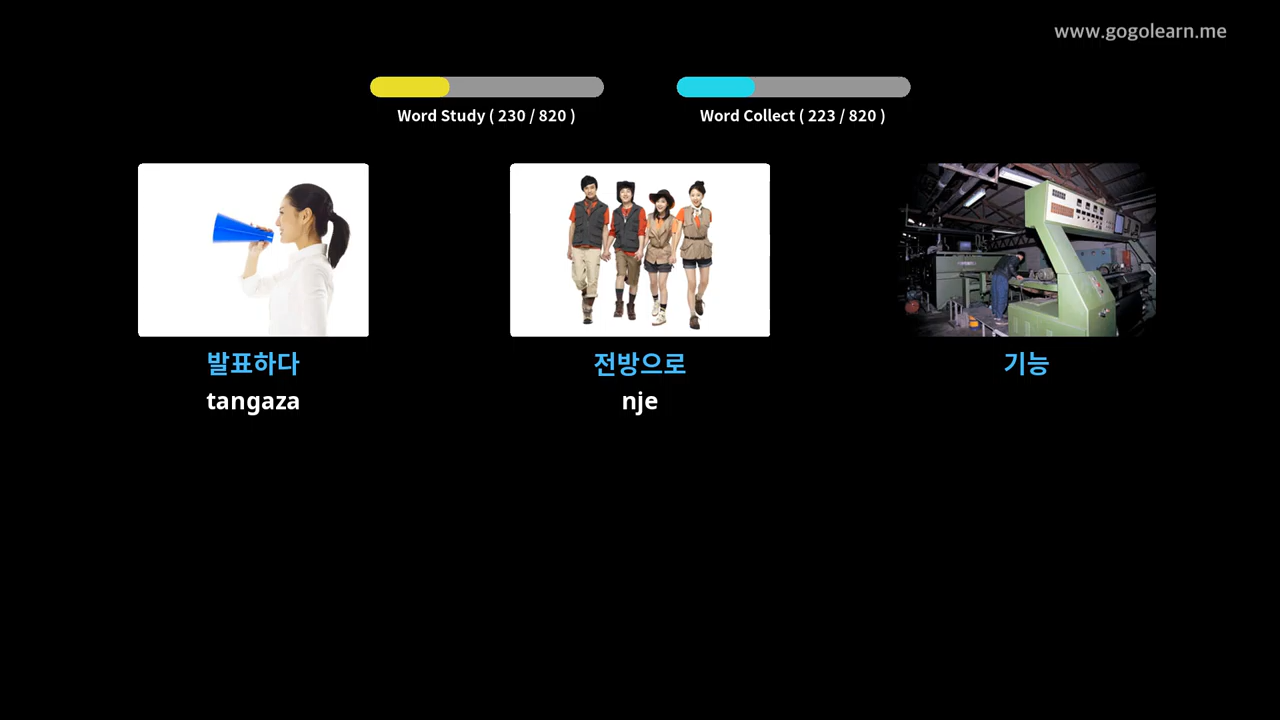 www.gogolearn.me
Word Study ( 230 / 820 )
Word Collect ( 223 / 820 )
발표하다
전방으로
기능
tangaza
nje